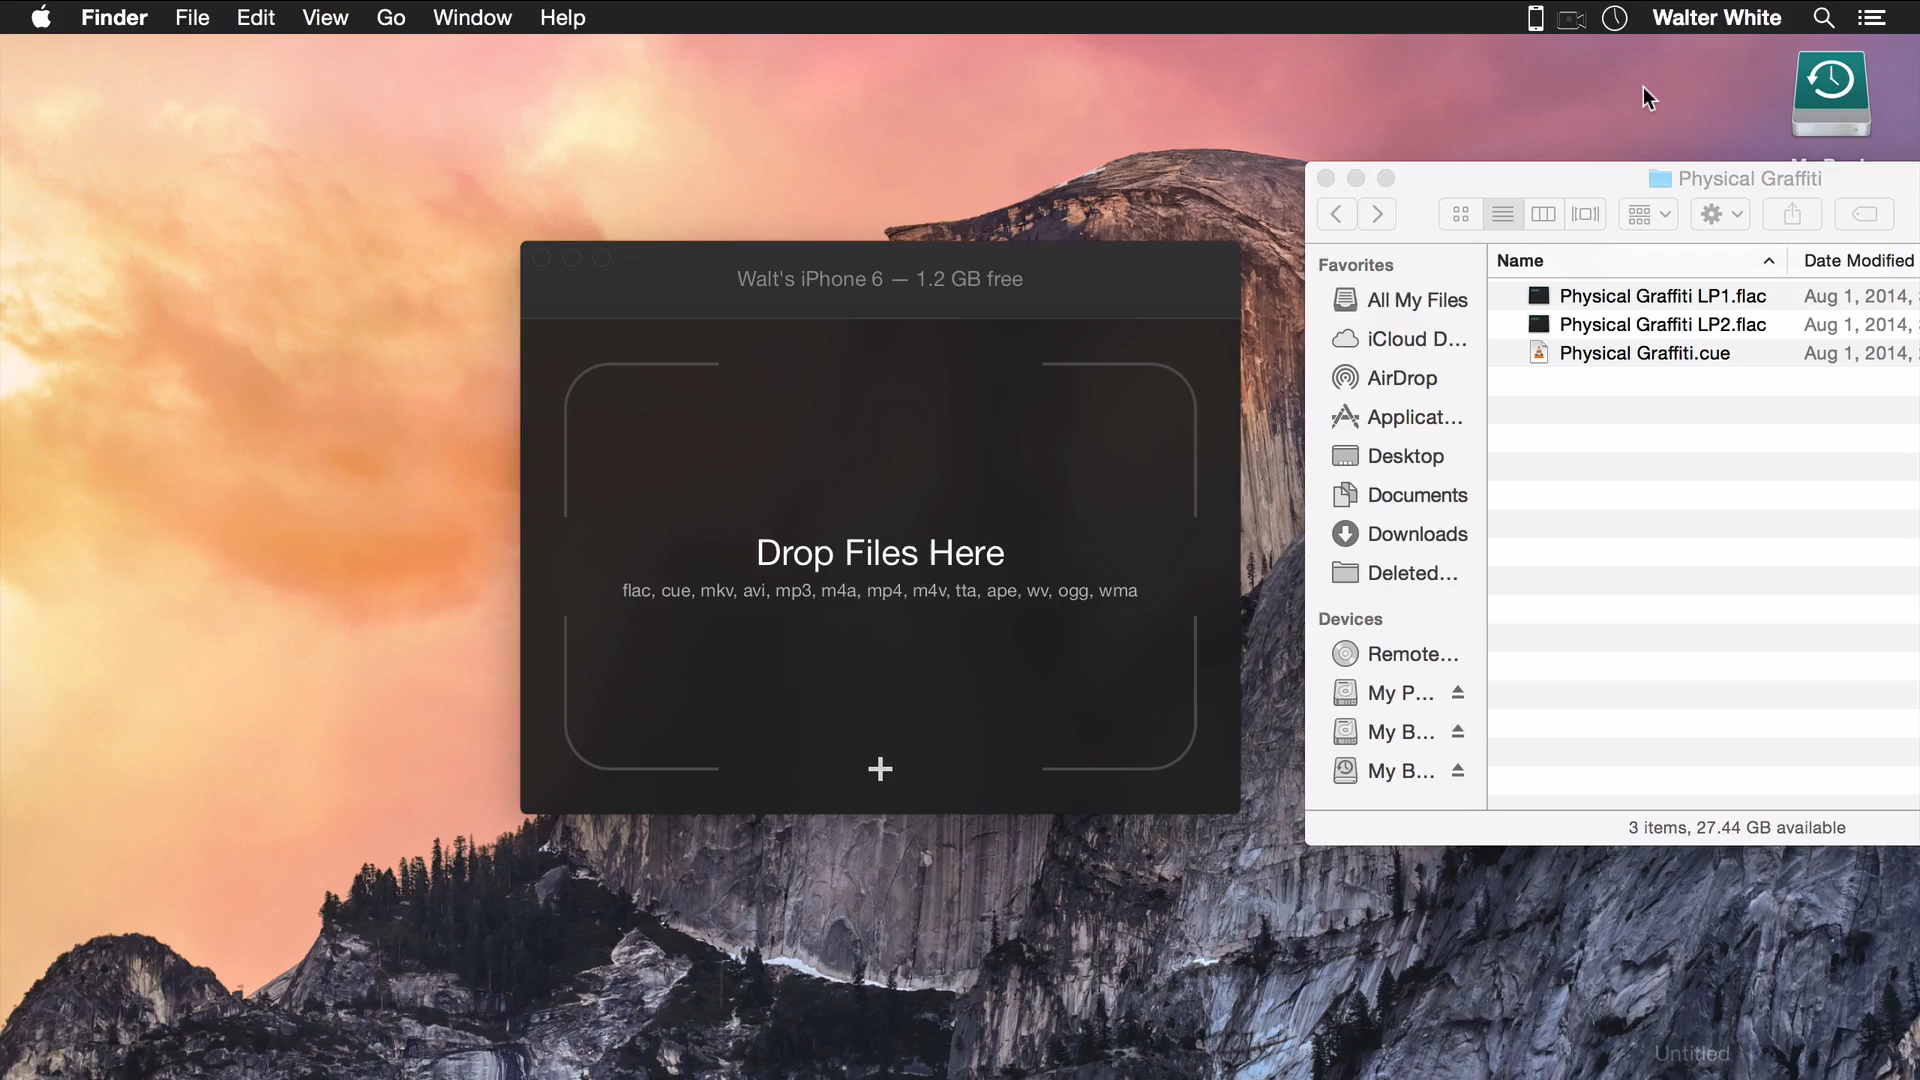 Finder File Edit View Go Window Help
Walter White
Physical Graffiti
Walt's iPhone 6 — 1.2 GB free
Drop Files Here
flac, cue, mkv, avi, mp3, m4a, mp4, m4v, tta, ape, wv, ogg, wma
Favorites
All My Files
iCloud D...
AirDrop
Applicat...
Desktop
Documents
Downloads
Deleted...
Devices
Remote...
My P...
My B...
My B...
Name Date Modified
Physical Graffiti LP1.flac Aug 1, 2014,
Physical Graffiti LP2.flac Aug 1, 2014,
Physical Graffiti.cue Aug 1, 2014,
3 items, 27.44 GB available
Untitled